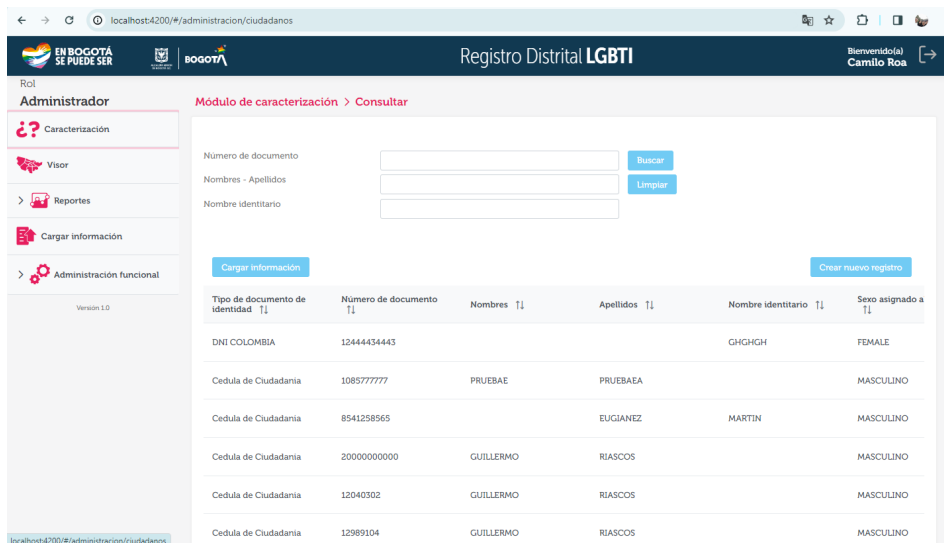 localhost:4200/#/administracion/ciudadanos
EN BOGOTÁ
SE PUEDE SER
BOGOTÁ
Registro Distrital LGBTI
Bienvenido(a)
Camilo Roa
Rol
Administrador
Caracterización
Visor
Reportes
Cargar información
Administración funcional
Versión 1.0
Módulo de caracterización > Consultar
Número de documento
Buscar
Nombres - Apellidos
Limpiar
Nombre identitario
Cargar información
Crear nuevo registro
Tipo de documento de identidad Número de documento Nombres Apellidos Nombre identitario Sexo asignado a
DNI COLOMBIA 12444434443 GHGHGH FEMALE
Cedula de Ciudadania 1085777777 PRUEBAE PRUEBAEA MASCULINO
Cedula de Ciudadania 8541258565 EUGIANEZ MARTIN MASCULINO
Cedula de Ciudadania 20000000000 GUILLERMO RIASCOS MASCULINO
Cedula de Ciudadania 12040302 GUILLERMO RIASCOS MASCULINO
Cedula de Ciudadania 12989104 GUILLERMO RIASCOS MASCULINO
localhost:4200/#/administracion/ciudadanos